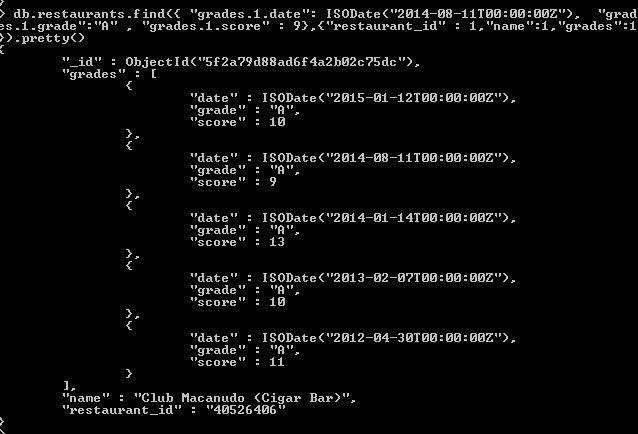 > db.restaurants.find({ "grades.1.date": ISODate("2014-08-11T00:00:00Z"),  "grad
es.1.grade":"A" , "grades.1.score" : 9},{"restaurant_id" : 1,"name":1,"grades":1
}).pretty()
{
        "_id" : ObjectId("5f2a79d88ad6f4a2b02c75dc"),
        "grades" : [
                {
                        "date" : ISODate("2015-01-12T00:00:00Z"),
                        "grade" : "A",
                        "score" : 10
                },
                {
                        "date" : ISODate("2014-08-11T00:00:00Z"),
                        "grade" : "A",
                        "score" : 9
                },
                {
                        "date" : ISODate("2014-01-14T00:00:00Z"),
                        "grade" : "A",
                        "score" : 13
                },
                {
                        "date" : ISODate("2013-02-07T00:00:00Z"),
                        "grade" : "A",
                        "score" : 10
                },
                {
                        "date" : ISODate("2012-04-30T00:00:00Z"),
                        "grade" : "A",
                        "score" : 11
                }
        ],
        "name" : "Club Macanudo (Cigar Bar)",
        "restaurant_id" : "40526406"
}